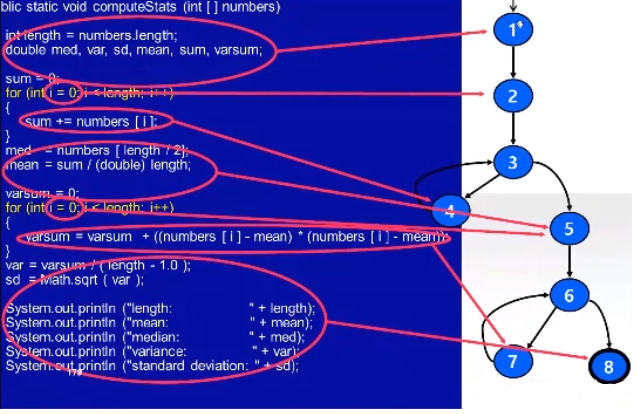 blic static void computeStats (int [ ] numbers)
int length = numbers.length;
double med, var, sd, mean, sum, varsum;
sum = 0;
for (int i = 0; i < length; i++)
{
sum += numbers [ i ];
}
med = numbers [ length / 2];
mean = sum / (double) length;
varsum = 0;
for (int i = 0; i < length; i++)
{
varsum = varsum + ((numbers [ i ] - mean) * (numbers [ i ] - mean));
}
var = varsum / ( length - 1.0 );
sd = Math.sqrt ( var );
System.out.println ("length: " + length);
System.out.println ("mean: " + mean);
System.out.println ("median: " + med);
System.out.println ("variance: " + var);
System.out.println ("standard deviation: " + sd);
1
2
3
4
5
6
7
8